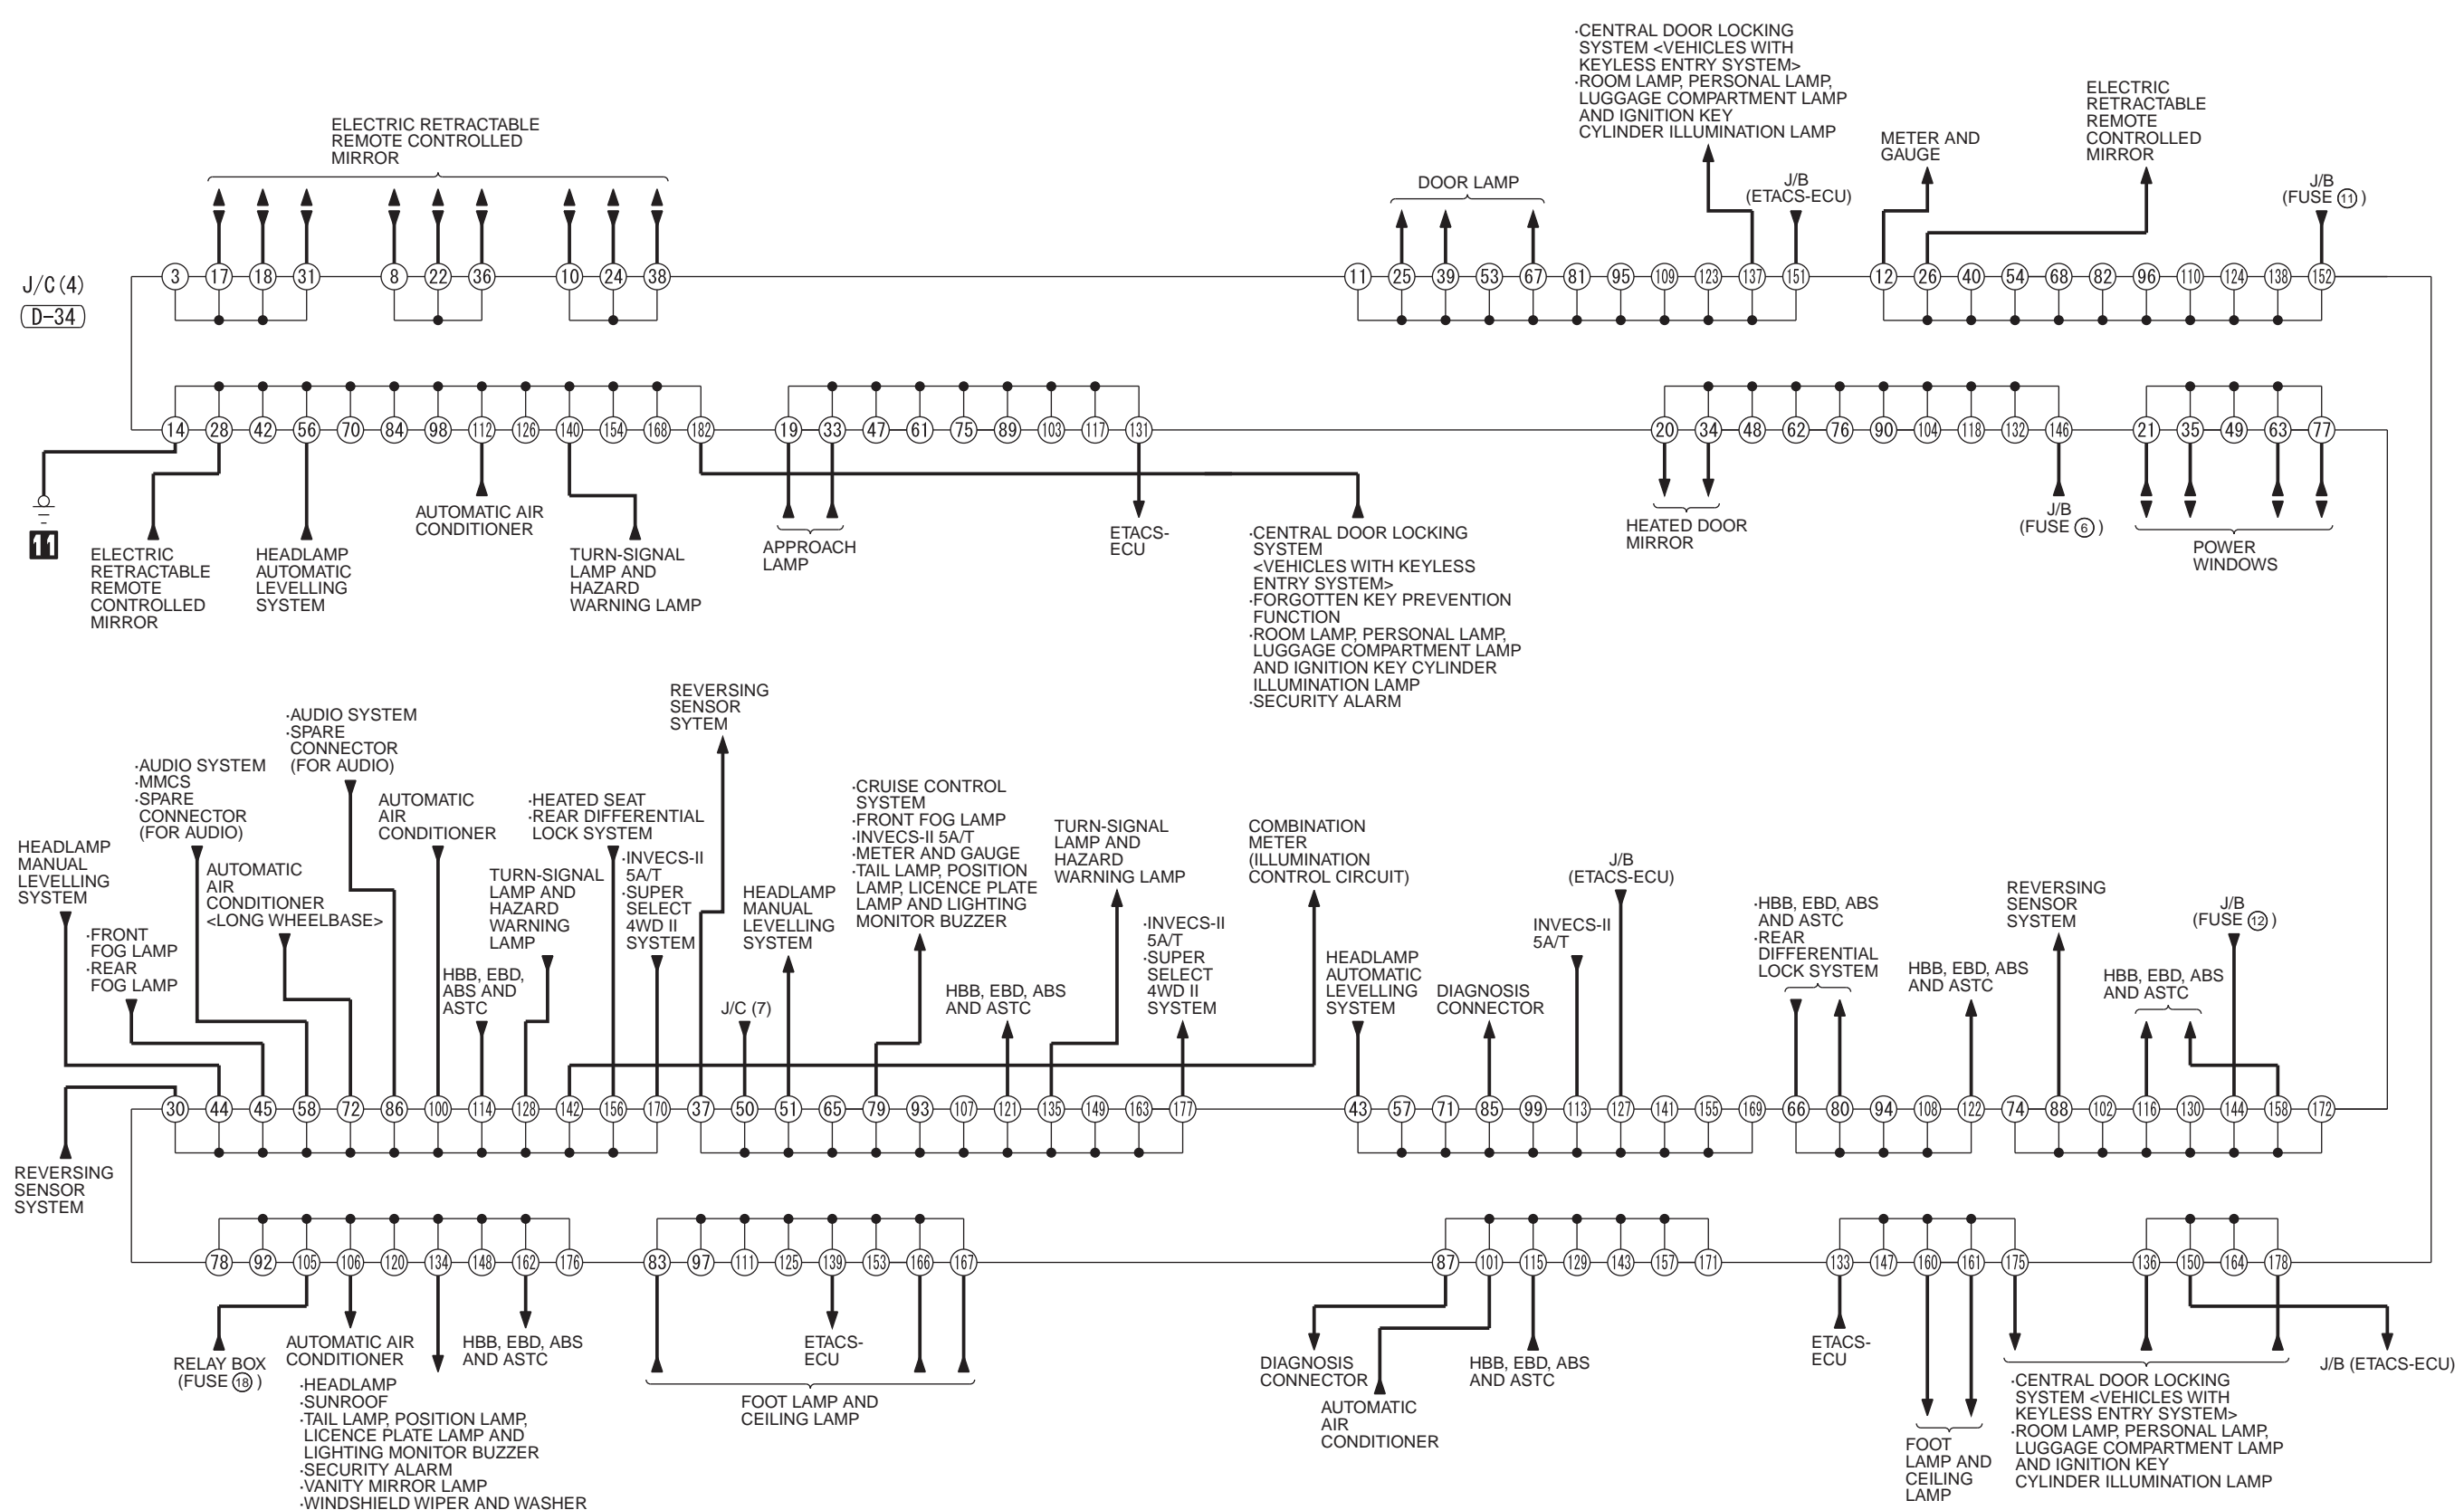 ·CENTRAL DOOR LOCKING
SYSTEM <VEHICLES WITH
KEYLESS ENTRY SYSTEM>
·ROOM LAMP, PERSONAL LAMP,
LUGGAGE COMPARTMENT LAMP
AND IGNITION KEY
CYLINDER ILLUMINATION LAMP
ELECTRIC
RETRACTABLE
REMOTE
CONTROLLED
MIRROR
ELECTRIC RETRACTABLE
REMOTE CONTROLLED
MIRROR
METER AND
GAUGE
DOOR LAMP
J/B
(ETACS-ECU)
J/B
(FUSE 11)
J/C (4)
D-34
3 17 18 31 8 22 36 10 24 38 11 25 39 53 67 81 95 109 123 137 151 12 26 40 54 68 82 96 110 124 138 152
14 28 42 56 70 84 98 112 126 140 154 168 182 19 33 47 61 75 89 103 117 131 20 34 48 62 76 90 104 118 132 146 21 35 49 63 77
11
ELECTRIC
RETRACTABLE
REMOTE
CONTROLLED
MIRROR
HEADLAMP
AUTOMATIC
LEVELLING
SYSTEM
AUTOMATIC AIR
CONDITIONER
TURN-SIGNAL
LAMP AND
HAZARD
WARNING LAMP
APPROACH
LAMP
ETACS-
ECU
·CENTRAL DOOR LOCKING
SYSTEM
<VEHICLES WITH KEYLESS
ENTRY SYSTEM>
·FORGOTTEN KEY PREVENTION
FUNCTION
·ROOM LAMP, PERSONAL LAMP,
LUGGAGE COMPARTMENT LAMP
AND IGNITION KEY CYLINDER
ILLUMINATION LAMP
·SECURITY ALARM
HEATED DOOR
MIRROR
J/B
(FUSE 6)
POWER
WINDOWS
HEADLAMP
MANUAL
LEVELLING
SYSTEM
·FRONT
FOG LAMP
·REAR
FOG LAMP
·AUDIO SYSTEM
·MMCS
·SPARE
CONNECTOR
(FOR AUDIO)
AUTOMATIC
AIR
CONDITIONER
<LONG WHEELBASE>
·AUDIO SYSTEM
·SPARE
CONNECTOR
(FOR AUDIO)
AUTOMATIC
AIR
CONDITIONER
HBB, EBD,
ABS AND
ASTC
TURN-SIGNAL
LAMP AND
HAZARD
WARNING
LAMP
·HEATED SEAT
·REAR DIFFERENTIAL
LOCK SYSTEM
·INVECS-II
5A/T
·SUPER
SELECT
4WD II
SYSTEM
REVERSING
SENSOR
SYTEM
J/C (7)
HEADLAMP
MANUAL
LEVELLING
SYSTEM
·CRUISE CONTROL
SYSTEM
·FRONT FOG LAMP
·INVECS-II 5A/T
·METER AND GAUGE
·TAIL LAMP, POSITION
LAMP, LICENCE PLATE
LAMP AND LIGHTING
MONITOR BUZZER
HBB, EBD, ABS
AND ASTC
TURN-SIGNAL
LAMP AND
HAZARD
WARNING LAMP
·INVECS-II
5A/T
·SUPER
SELECT
4WD II
SYSTEM
COMBINATION
METER
(ILLUMINATION
CONTROL CIRCUIT)
HEADLAMP
AUTOMATIC
LEVELLING
SYSTEM
DIAGNOSIS
CONNECTOR
INVECS-II
5A/T
J/B
(ETACS-ECU)
·HBB, EBD, ABS
AND ASTC
·REAR
DIFFERENTIAL
LOCK SYSTEM
HBB, EBD, ABS
AND ASTC
REVERSING
SENSOR
SYSTEM
HBB, EBD, ABS
AND ASTC
J/B
(FUSE 12)
30 44 45 58 72 86 100 114 128 142 156 170 37 50 51 65 79 93 107 121 135 149 163 177 43 57 71 85 99 113 127 141 155 169 66 80 94 108 122 74 88 102 116 130 144 158 172
REVERSING
SENSOR
SYSTEM
78 92 105 106 120 134 148 162 176 83 97 111 125 139 153 166 167 87 101 115 129 143 157 171 133 147 160 161 175 136 150 164 178
RELAY BOX
(FUSE 18)
AUTOMATIC AIR
CONDITIONER
·HEADLAMP
·SUNROOF
·TAIL LAMP, POSITION LAMP,
LICENCE PLATE LAMP AND
LIGHTING MONITOR BUZZER
·SECURITY ALARM
·VANITY MIRROR LAMP
·WINDSHIELD WIPER AND WASHER
HBB, EBD, ABS
AND ASTC
ETACS-
ECU
FOOT LAMP AND
CEILING LAMP
DIAGNOSIS
CONNECTOR
AUTOMATIC
AIR
CONDITIONER
HBB, EBD, ABS
AND ASTC
ETACS-
ECU
FOOT
LAMP AND
CEILING
LAMP
·CENTRAL DOOR LOCKING
SYSTEM <VEHICLES WITH
KEYLESS ENTRY SYSTEM>
·ROOM LAMP, PERSONAL LAMP,
LUGGAGE COMPARTMENT LAMP
AND IGNITION KEY
CYLINDER ILLUMINATION LAMP
J/B (ETACS-ECU)